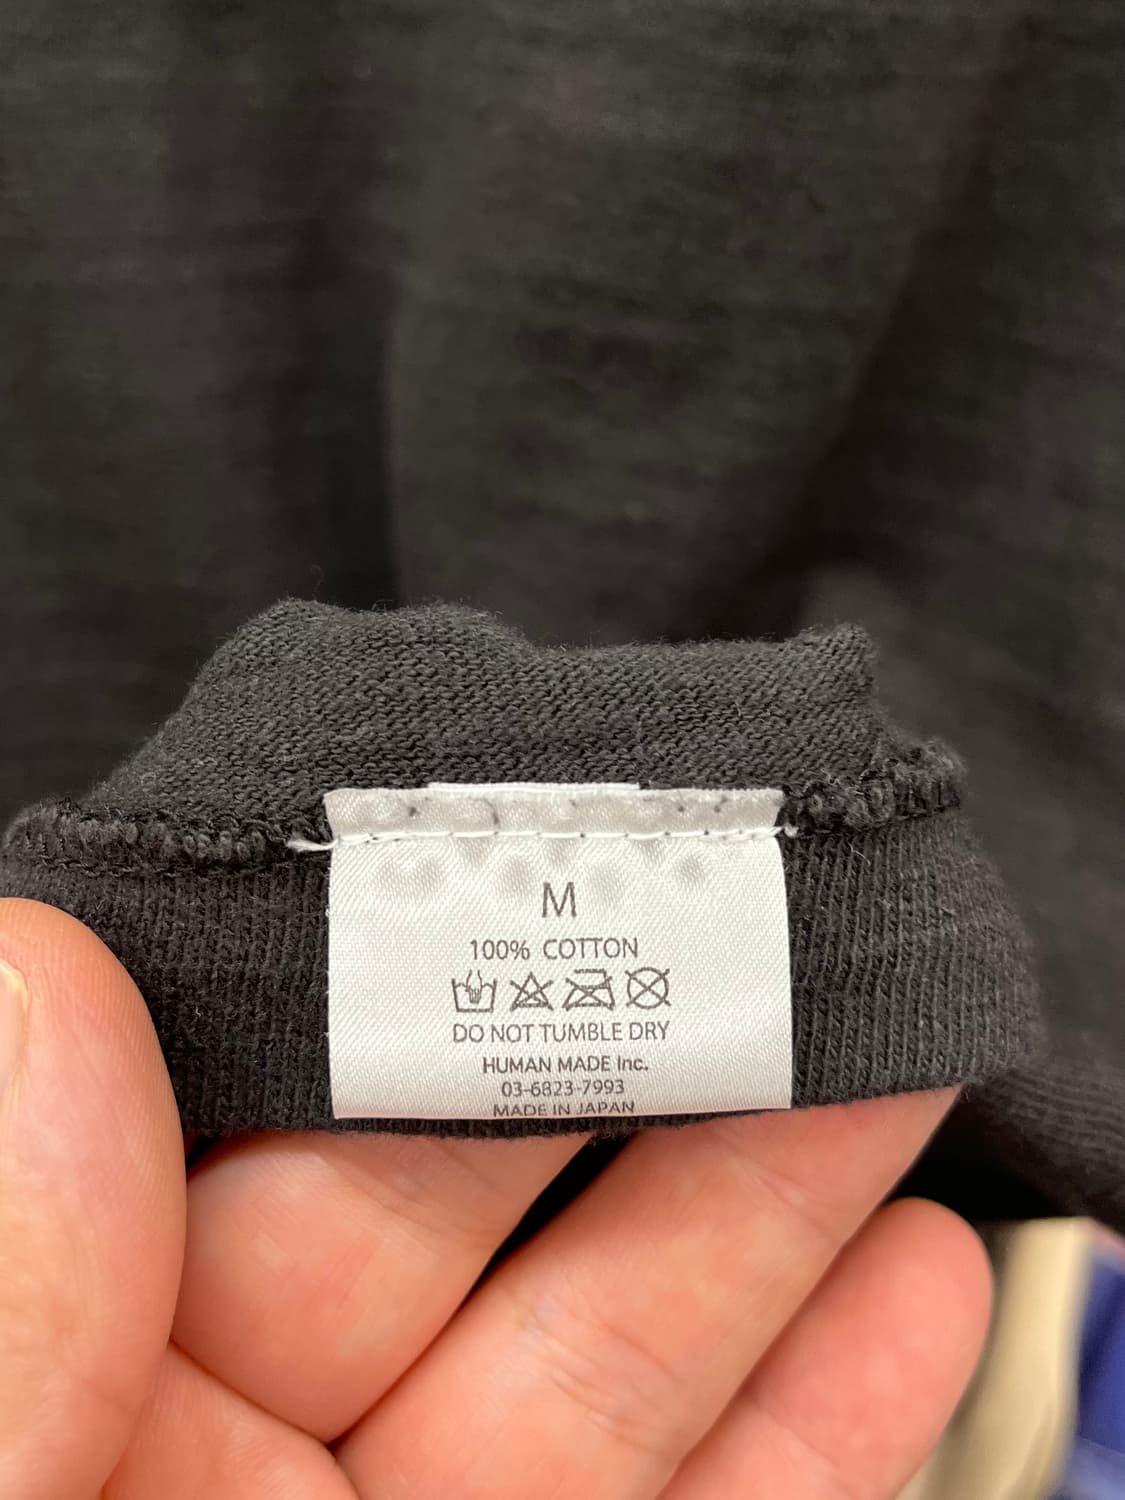 M
100% COTTON
DO NOT TUMBLE DRY
HUMAN MADE Inc.
03-6823-7993
MADE IN JAPAN